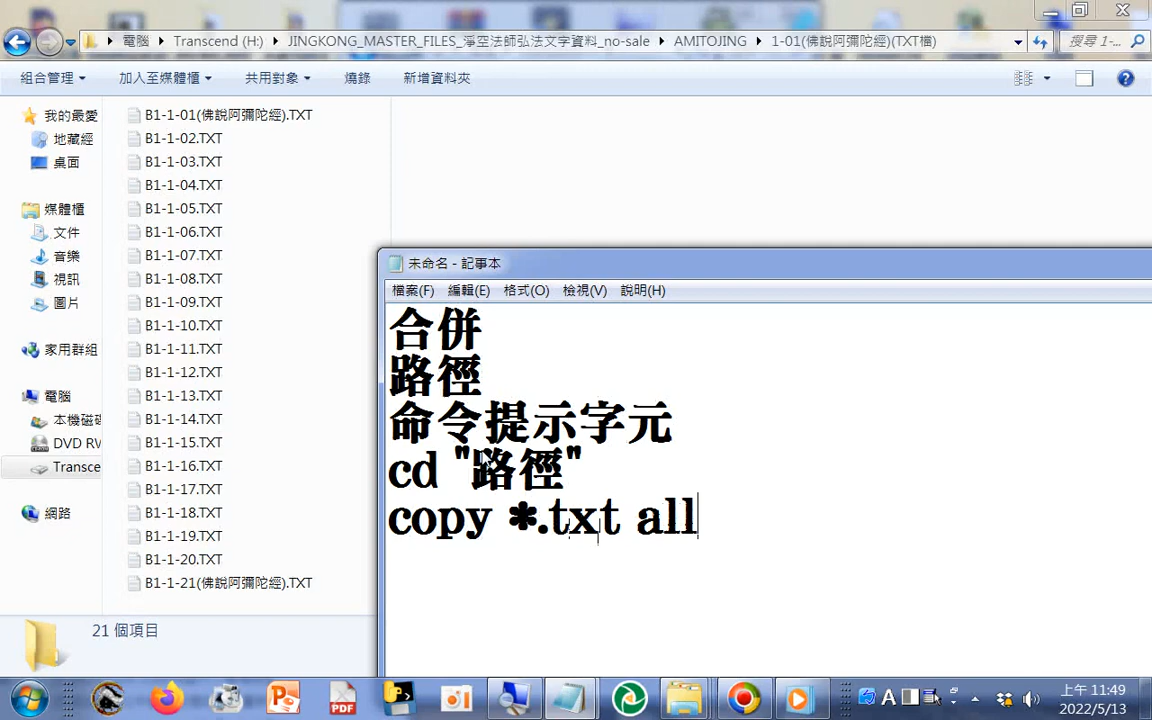 電腦 Transcend (H:) JINGKONG_MASTER_FILES_淨空法師弘法文字資料_no-sale AMITOJING 1-01(佛說阿彌陀經)(TXT檔) 搜尋 1-...
組合管理 加入至媒體櫃 共用對象 燒錄 新增資料夾
我的最愛
地藏經
桌面
媒體櫃
文件
音樂
視訊
圖片
家用群組
電腦
本機磁碟
DVD RV
Transce
網路
B1-1-01(佛說阿彌陀經).TXT
B1-1-02.TXT
B1-1-03.TXT
B1-1-04.TXT
B1-1-05.TXT
B1-1-06.TXT
B1-1-07.TXT
B1-1-08.TXT
B1-1-09.TXT
B1-1-10.TXT
B1-1-11.TXT
B1-1-12.TXT
B1-1-13.TXT
B1-1-14.TXT
B1-1-15.TXT
B1-1-16.TXT
B1-1-17.TXT
B1-1-18.TXT
B1-1-19.TXT
B1-1-20.TXT
B1-1-21(佛說阿彌陀經).TXT
21 個項目
未命名 - 記事本
檔案(F) 編輯(E) 格式(O) 檢視(V) 說明(H)
合併
路徑
命令提示字元
cd "路徑"
copy *.txt all
PDF
A
上午 11:49
2022/5/13